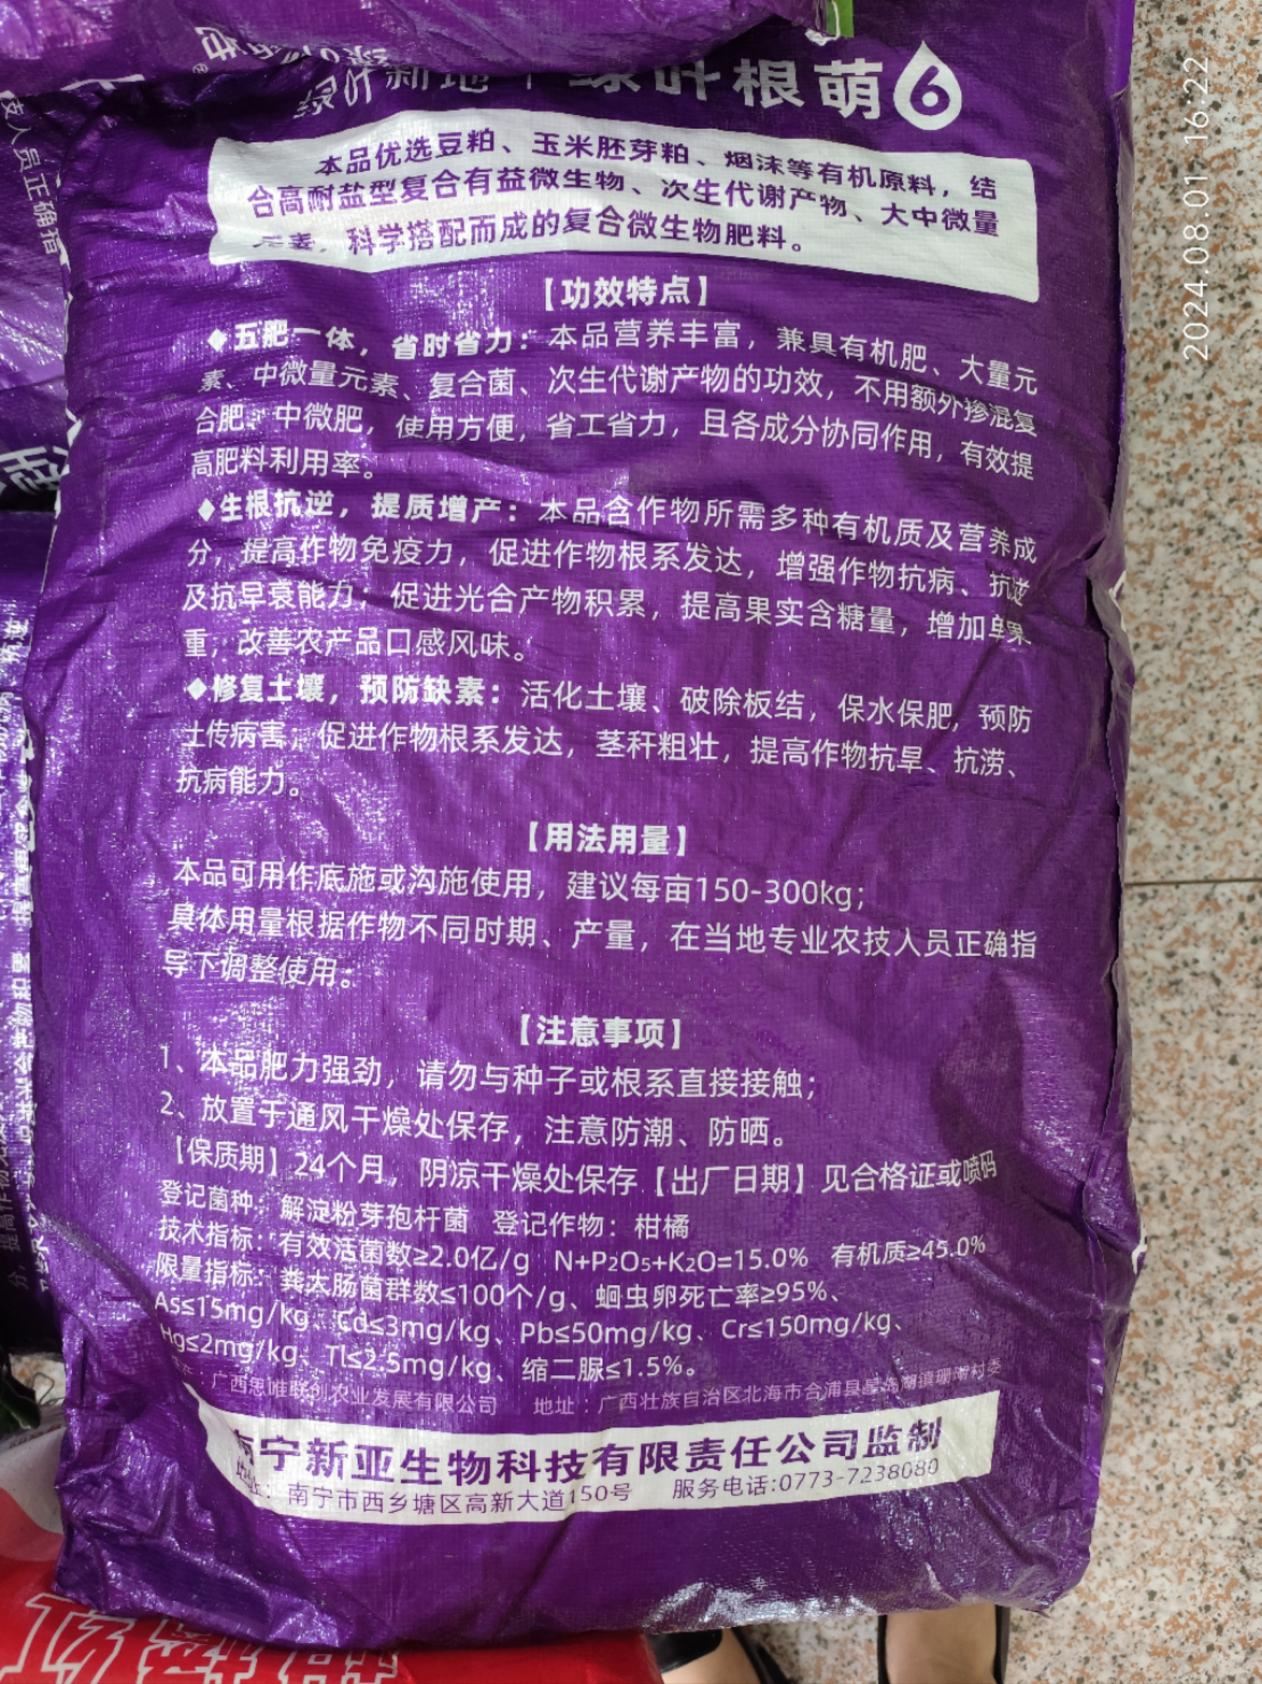 绿叶新地 绿叶根萌6
本品优选豆粕、玉米胚芽粕、烟沫等有机原料，结
合高耐盐型复合有益微生物、次生代谢产物、大中微量
元素，科学搭配而成的复合微生物肥料。
【功效特点】
◆五肥一体，省时省力：本品营养丰富，兼具有机肥、大量元
素、中微量元素、复合菌、次生代谢产物的功效，不用额外掺混复
合肥、中微肥，使用方便，省工省力，且各成分协同作用，有效提
高肥料利用率。
◆生根抗逆，提质增产：本品含作物所需多种有机质及营养成
分，提高作物免疫力，促进作物根系发达，增强作物抗病、抗逆
及抗早衰能力；促进光合产物积累，提高果实含糖量，增加单果
重，改善农产品口感风味。
◆修复土壤，预防缺素：活化土壤、破除板结，保水保肥，预防
土传病害；促进作物根系发达，茎秆粗壮，提高作物抗旱、抗涝、
抗病能力。
【用法用量】
本品可用作底施或沟施使用，建议每亩150-300kg；
具体用量根据作物不同时期、产量，在当地专业农技人员正确指
导下调整使用。
【注意事项】
1、本品肥力强劲，请勿与种子或根系直接接触；
2、放置于通风干燥处保存，注意防潮、防晒。
【保质期】24个月，阴凉干燥处保存【出厂日期】见合格证或喷码
登记菌种：解淀粉芽孢杆菌 登记作物：柑橘
技术指标：有效活菌数≥2.0亿/g N+P₂O₅+K₂O=15.0% 有机质≥45.0%
限量指标：粪大肠菌群数≤100个/g、蛔虫卵死亡率≥95%、
As≤15mg/kg、Cd≤3mg/kg、Pb≤50mg/kg、Cr≤150mg/kg、
Hg≤2mg/kg、Tl≤2.5mg/kg、缩二脲≤1.5%。
广西思唯联创农业发展有限公司 地址：广西壮族自治区北海市合浦县星岛湖镇珊瑚村委
南宁新亚生物科技有限责任公司监制
地址：南宁市西乡塘区高新大道150号 服务电话:0773-7238080
2024.08.01 16:22
技人员正确指